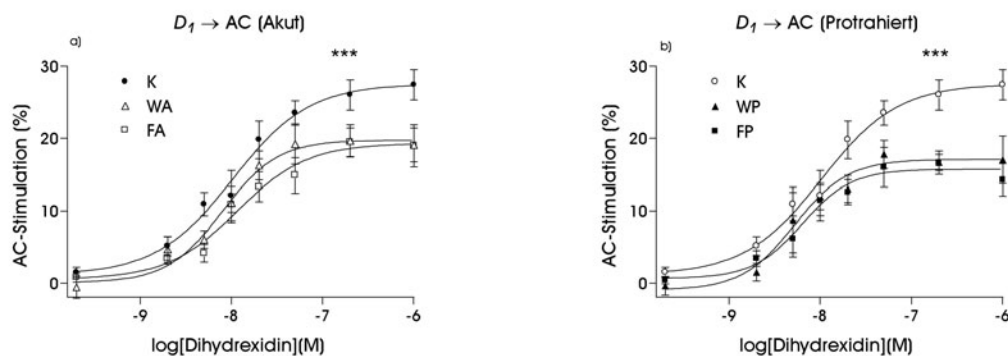 D₁ → AC (Akut)
a)
***
30
20
10
0
AC-Stimulation (%)
K
WA
FA
-9
-8
-7
-6
log[Dihydrexidin](M)
D₁ → AC (Protrahiert)
b)
***
30
20
10
0
AC-Stimulation (%)
K
WP
FP
-9
-8
-7
-6
log[Dihydrexidin](M)